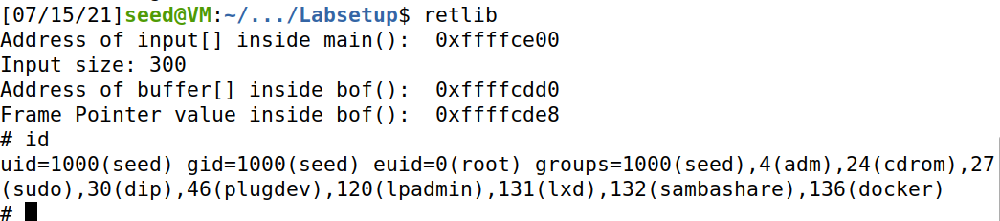 [07/15/21]seed@VM:~/.../Labsetup$ retlib
Address of input[] inside main():  0xffffce00
Input size: 300
Address of buffer[] inside bof():  0xffffcdd0
Frame Pointer value inside bof():  0xffffcde8
# id
uid=1000(seed) gid=1000(seed) euid=0(root) groups=1000(seed),4(adm),24(cdrom),27
(sudo),30(dip),46(plugdev),120(lpadmin),131(lxd),132(sambashare),136(docker)
#